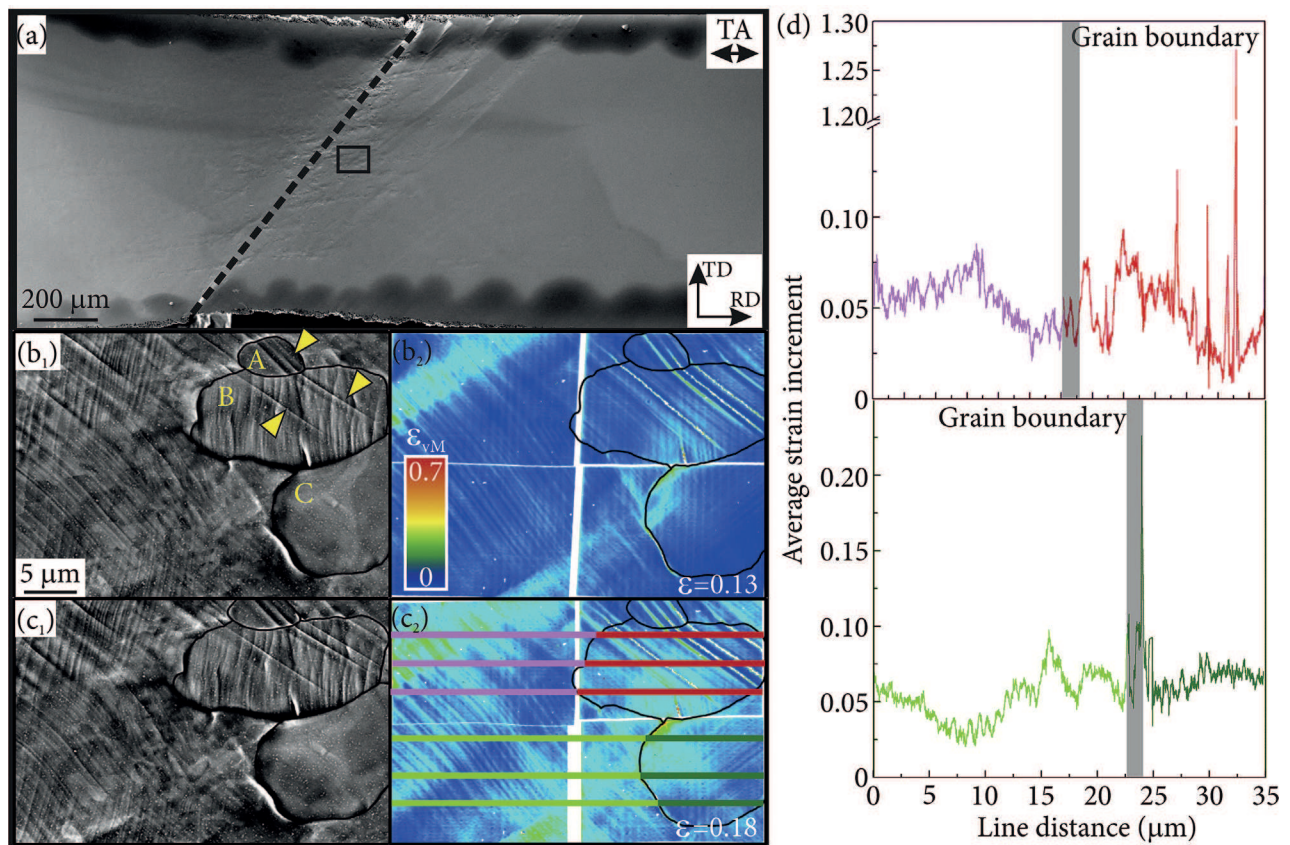 (a)
TA
TD
RD
200 µm
(b₁)
A
B
C
5 µm
(b₂)
ε_vM
0.7
0
ε=0.13
(c₁)
(c₂)
ε=0.18
(d)
Grain boundary
1.30
1.25
1.20
0.10
0.05
0
Grain boundary
0.20
0.15
0.10
0.05
0
Average strain increment
0 5 10 15 17 20 25 30 35
Line distance (µm)